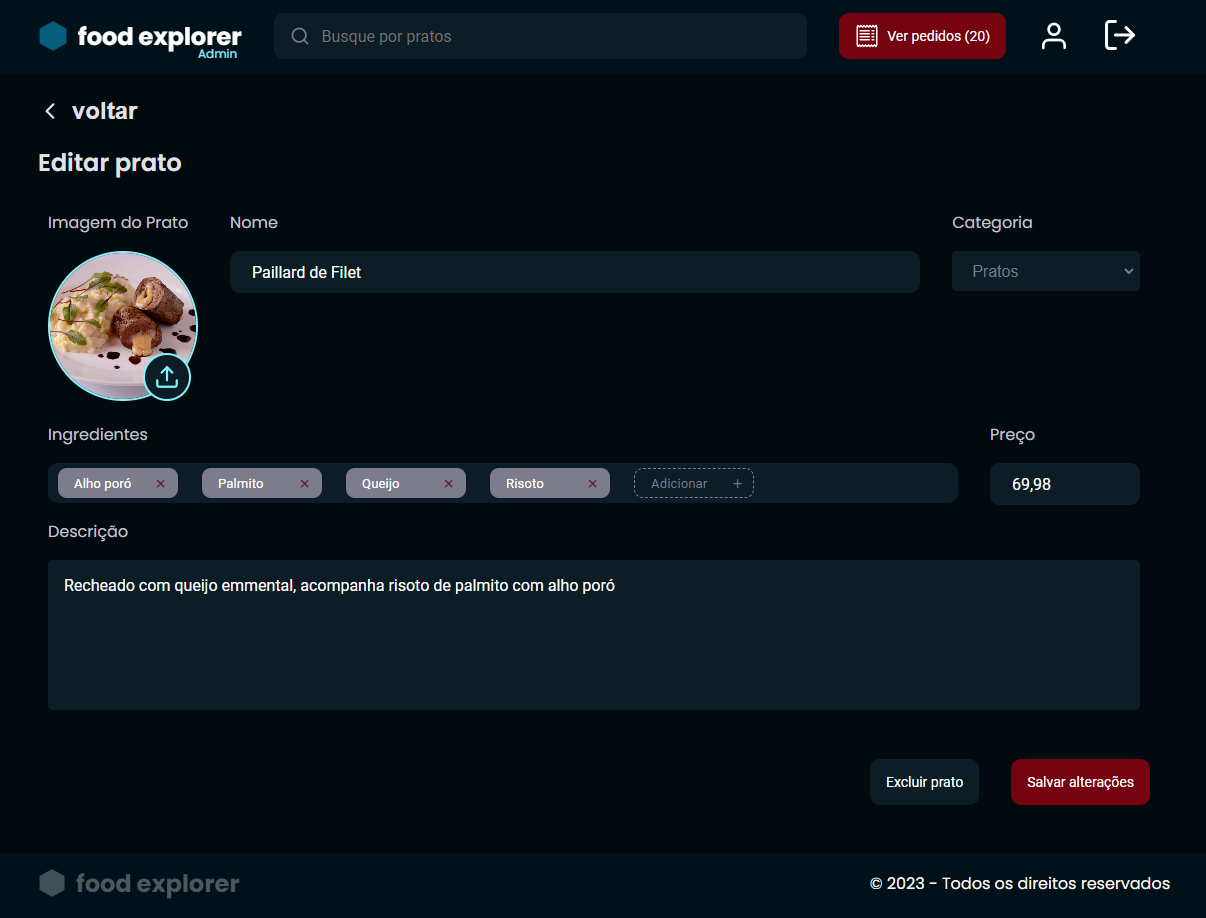 food explorer
Admin
Busque por pratos
Ver pedidos (20)
voltar
Editar prato
Imagem do Prato
Nome
Categoria
Paillard de Filet
Pratos
Ingredientes
Preço
Alho poró
Palmito
Queijo
Risoto
Adicionar
69,98
Descrição
Recheado com queijo emmental, acompanha risoto de palmito com alho poró
Excluir prato
Salvar alterações
food explorer
© 2023 - Todos os direitos reservados